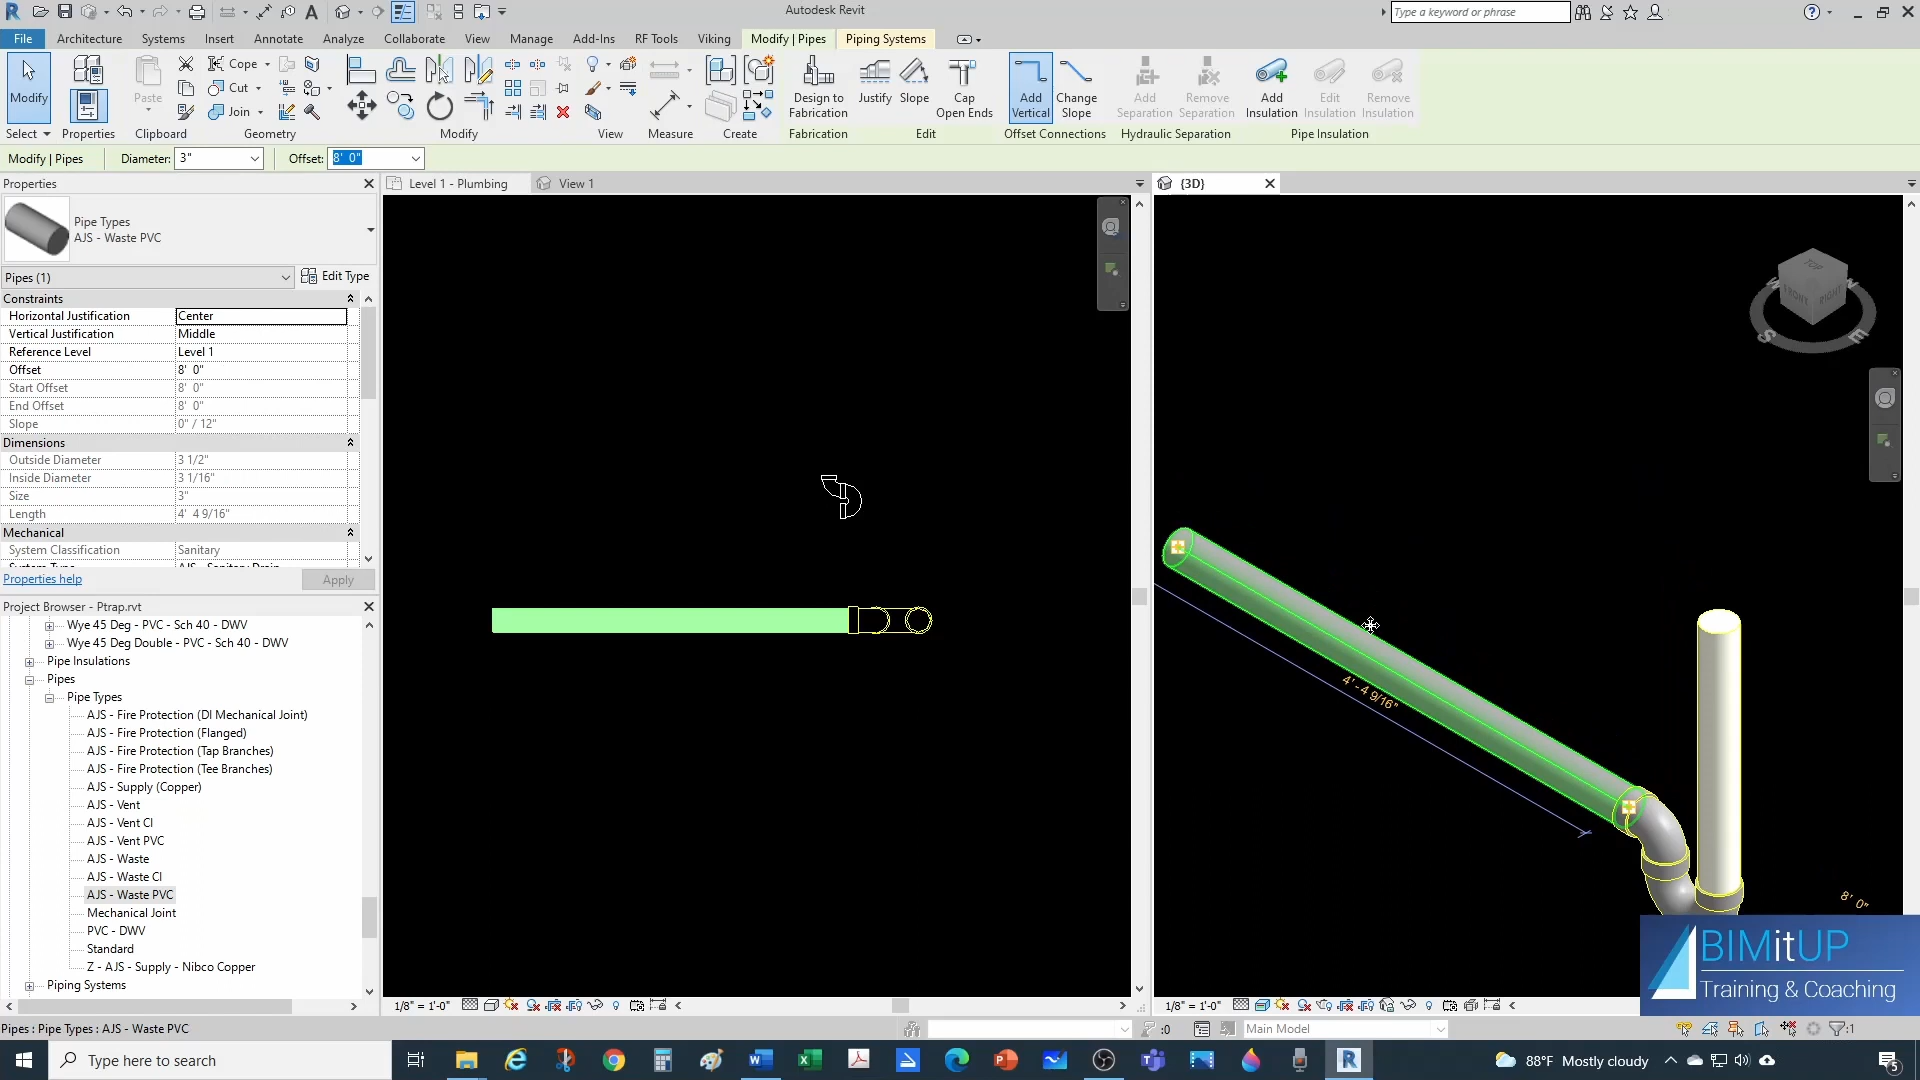 Autodesk Revit
Type a keyword or phrase
File Architecture Systems Insert Annotate Analyze Collaborate View Manage Add-Ins RF Tools Viking Modify | Pipes Piping Systems
Modify
Paste
Cope
Cut
Join
Design to Fabrication
Justify
Slope
Cap Open Ends
Add Vertical
Change Slope
Add Separation
Remove Separation
Add Insulation
Edit Insulation
Remove Insulation
Select Properties Clipboard Geometry Modify View Measure Create Fabrication Edit Offset Connections Hydraulic Separation Pipe Insulation
Modify | Pipes Diameter: 3" Offset: 8' 0"
Properties
Level 1 - Plumbing
View 1
{3D}
Pipe Types
AJS - Waste PVC
Pipes (1)
Edit Type
Constraints
Horizontal Justification Center
Vertical Justification Middle
Reference Level Level 1
Offset 8' 0"
Start Offset 8' 0"
End Offset 8' 0"
Slope 0" / 12"
Dimensions
Outside Diameter 3 1/2"
Inside Diameter 3 1/16"
Size 3"
Length 4' 4 9/16"
Mechanical
System Classification Sanitary
Properties help
Apply
Project Browser - Ptrap.rvt
Wye 45 Deg - PVC - Sch 40 - DWV
Wye 45 Deg Double - PVC - Sch 40 - DWV
Pipe Insulations
Pipes
Pipe Types
AJS - Fire Protection (DI Mechanical Joint)
AJS - Fire Protection (Flanged)
AJS - Fire Protection (Tap Branches)
AJS - Fire Protection (Tee Branches)
AJS - Supply (Copper)
AJS - Vent
AJS - Vent CI
AJS - Vent PVC
AJS - Waste
AJS - Waste CI
AJS - Waste PVC
Mechanical Joint
PVC - DWV
Standard
Z - AJS - Supply - Nibco Copper
Piping Systems
TOP
FRONT
RIGHT
S
E
4' - 4 9/16"
8' 0"
BIMitUP
Training & Coaching
1/8" = 1'-0"
1/8" = 1'-0"
Pipes : Pipe Types : AJS - Waste PVC
:0
Main Model
:1
Type here to search
88°F Mostly cloudy
5